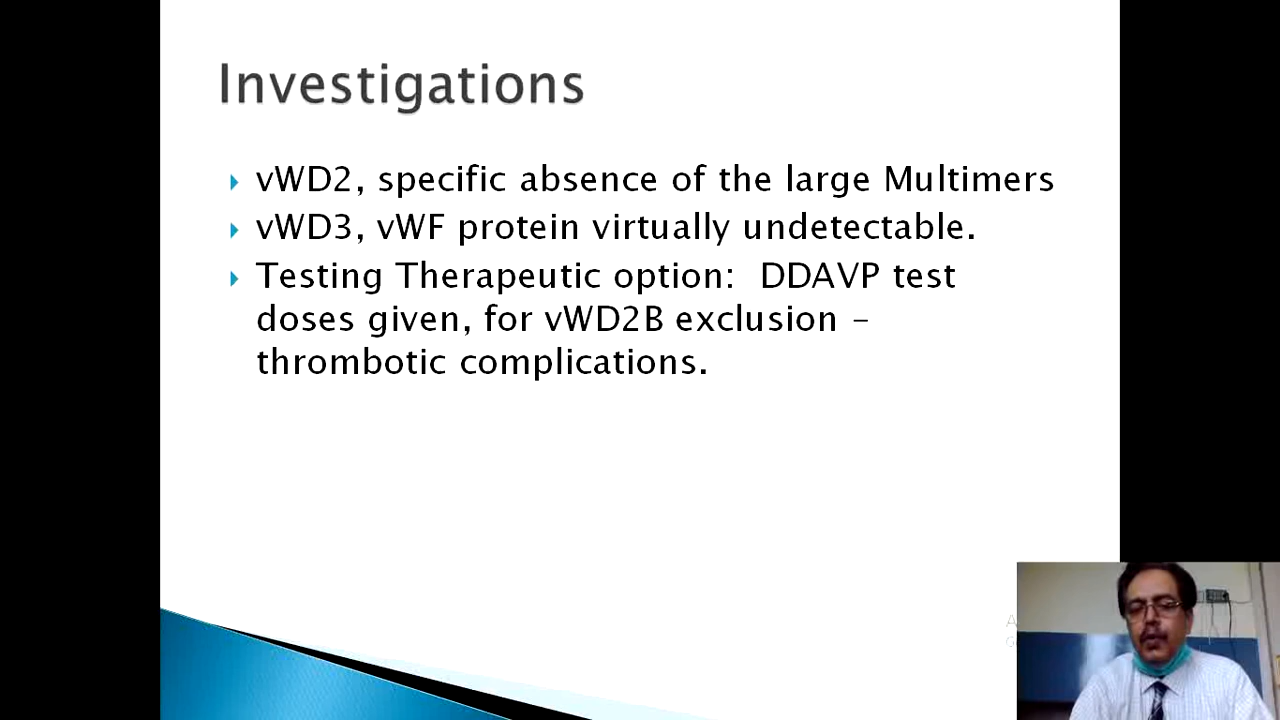 Investigations
vWD2, specific absence of the large Multimers
vWD3, vWF protein virtually undetectable.
Testing Therapeutic option: DDAVP test
doses given, for vWD2B exclusion –
thrombotic complications.